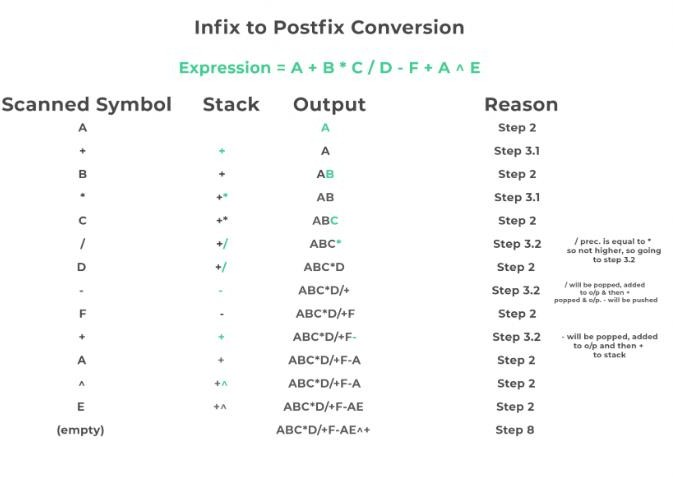 Infix to Postfix Conversion
Expression = A + B * C / D - F + A ^ E
Scanned Symbol Stack Output Reason
A A Step 2
+ + A Step 3.1
B + AB Step 2
* +* AB Step 3.1
C +* ABC Step 2
/ +/ ABC* Step 3.2 / prec. is equal to *
so not higher, so going
to step 3.2
D +/ ABC*D Step 2
- - ABC*D/+ Step 3.2 / will be popped, added
to o/p & then +
popped & o/p. - will be pushed
F - ABC*D/+F Step 2
+ + ABC*D/+F- Step 3.2 - will be popped, added
to o/p and then +
to stack
A + ABC*D/+F-A Step 2
^ +^ ABC*D/+F-A Step 2
E +^ ABC*D/+F-AE Step 2
(empty) ABC*D/+F-AE^+ Step 8